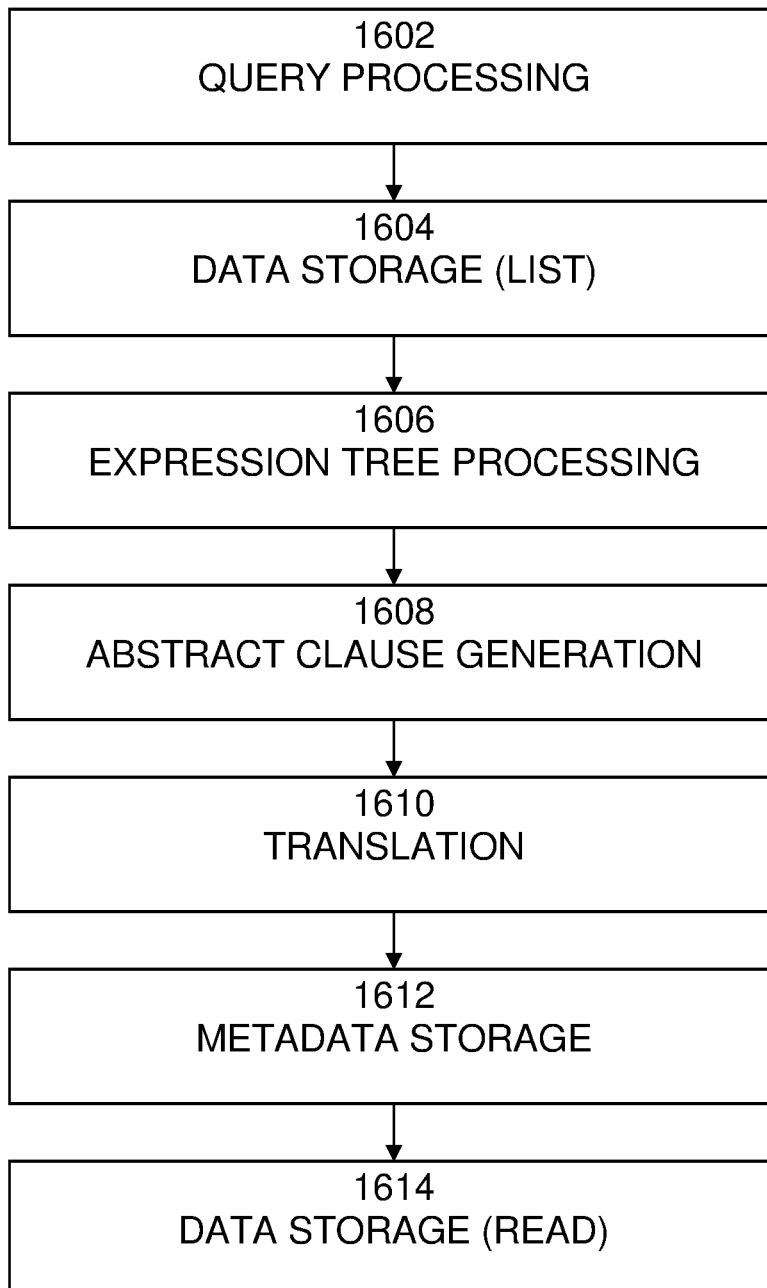 1602
QUERY PROCESSING
1604
DATA STORAGE (LIST)
1606
EXPRESSION TREE PROCESSING
1608
ABSTRACT CLAUSE GENERATION
1610
TRANSLATION
1612
METADATA STORAGE
1614
DATA STORAGE (READ)